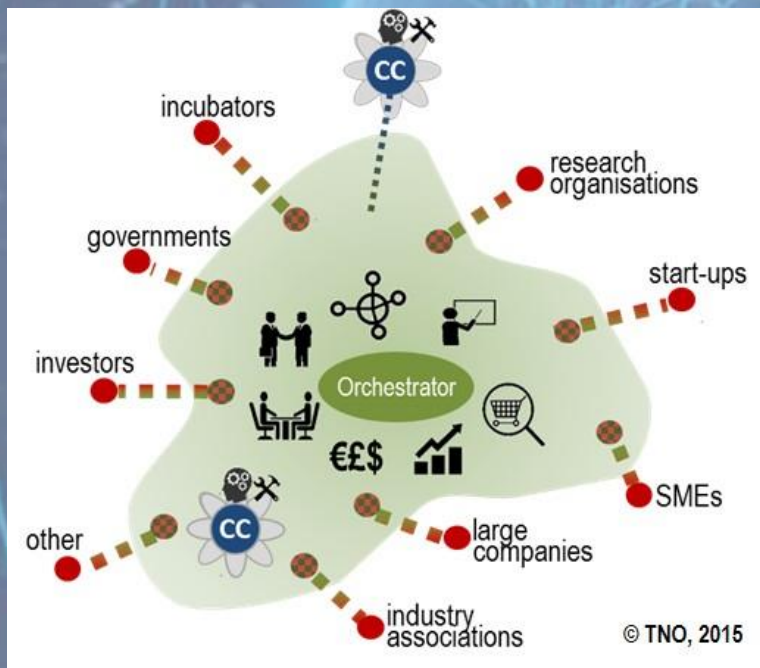 CC
incubators
research
organisations
governments
start-ups
investors
Orchestrator
€£$
SMEs
CC
large
companies
other
industry
associations
© TNO, 2015